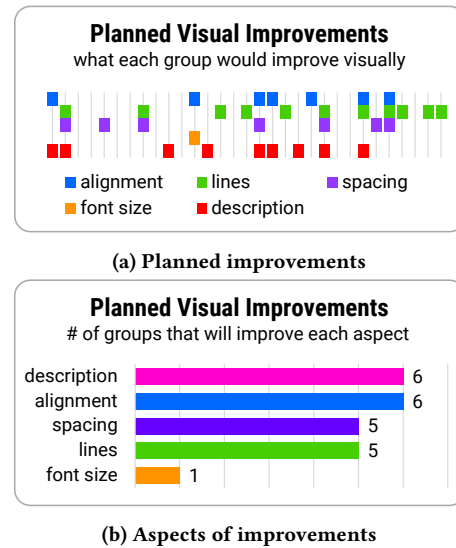 Planned Visual Improvements
what each group would improve visually
alignment lines spacing
font size description
(a) Planned improvements
Planned Visual Improvements
# of groups that will improve each aspect
description 6
alignment 6
spacing 5
lines 5
font size 1
(b) Aspects of improvements